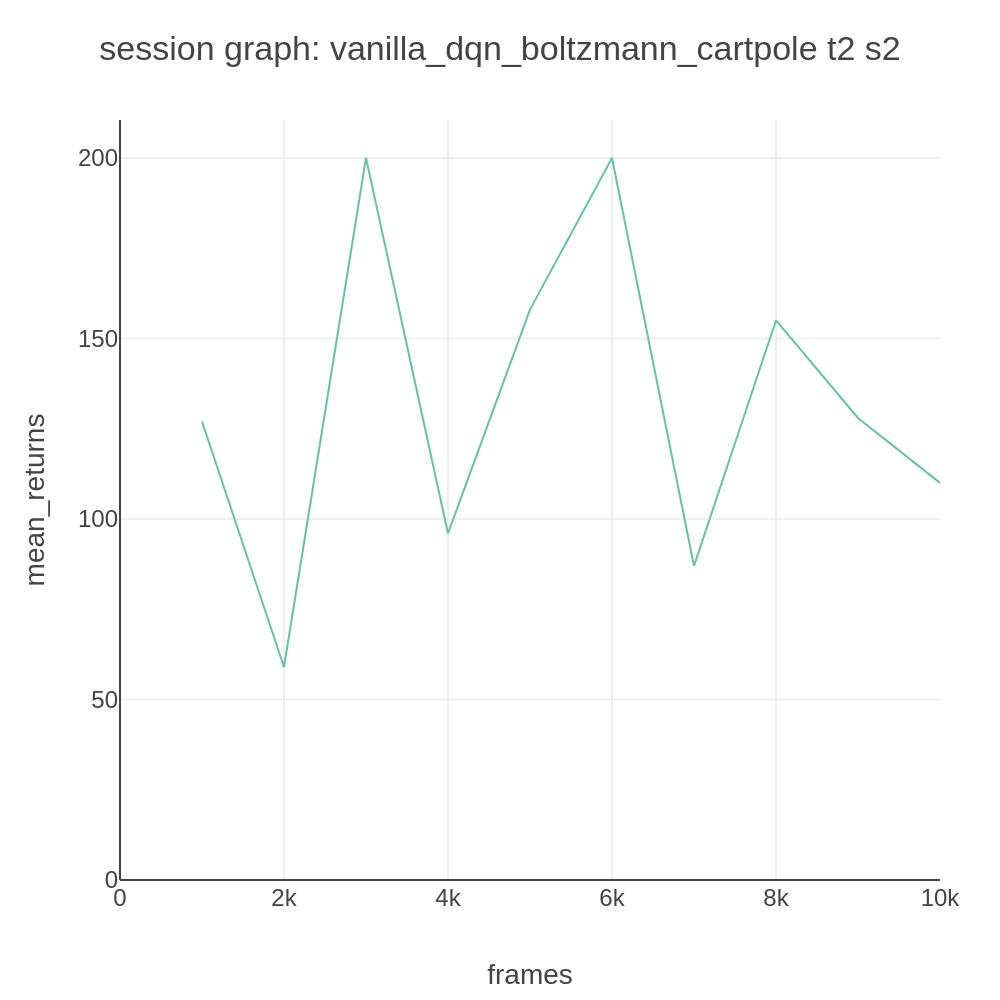 session graph: vanilla_dqn_boltzmann_cartpole t2 s2
200
150
100
50
0
mean_returns
0 2k 4k 6k 8k 10k
frames